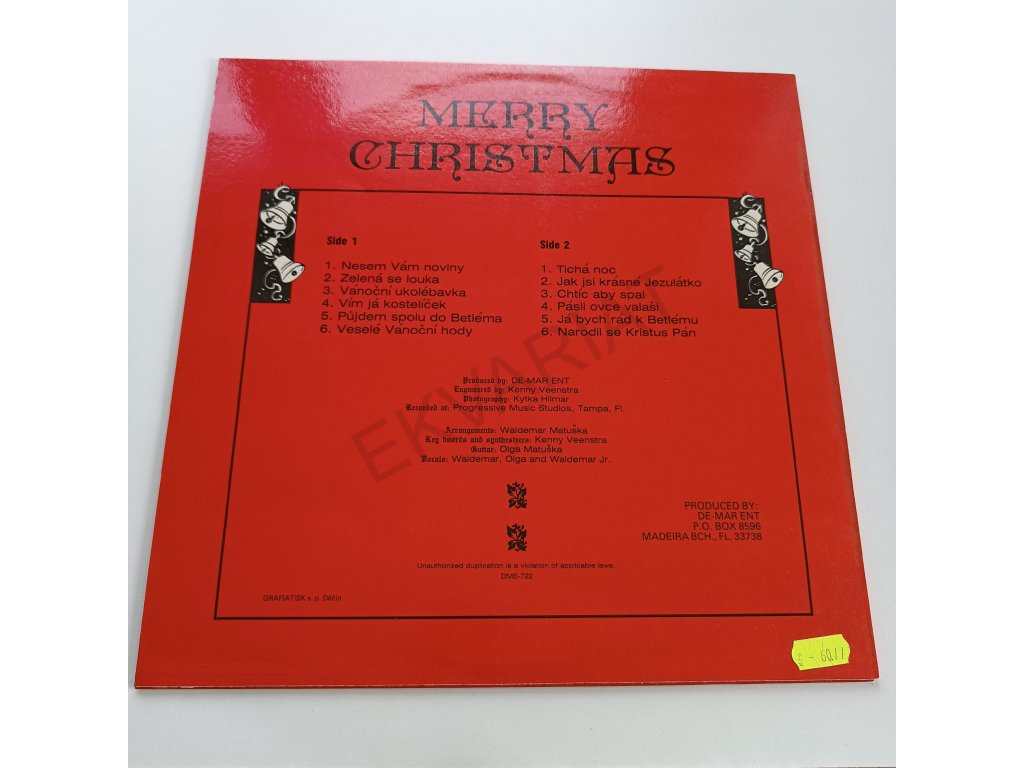 MERRY
CHRISTMAS
Side 1
1. Nesem Vám noviny
2. Zelená se louka
3. Vanoční ukolébavka
4. Vím já kostelíček
5. Půjdem spolu do Betléma
6. Veselé Vanoční hody
Side 2
1. Tichá noc
2. Jak jsi krásné Jezulátko
3. Chtíc aby spal
4. Pásli ovce valaši
5. Já bych rád k Betlému
6. Narodil se Kristus Pán
Produced by: DE-MAR ENT
Engineered by: Kenny Veenstra
Photography: Kytka Hilmar
Recorded at: Progressive Music Studios, Tampa, Fl.
Arrangements: Waldemar Matuška
Key boards and synthesizers: Kenny Veenstra
Guitar: Olga Matuška
Vocals: Waldemar, Olga and Waldemar Jr.
EKVARIAT
PRODUCED BY:
DE-MAR ENT
P.O. BOX 8596
MADEIRA BCH., FL. 33738
Unauthorized duplication is a violation of applicable laws.
DME-722
GRAFIATISK s. p. Děčín
Kčs